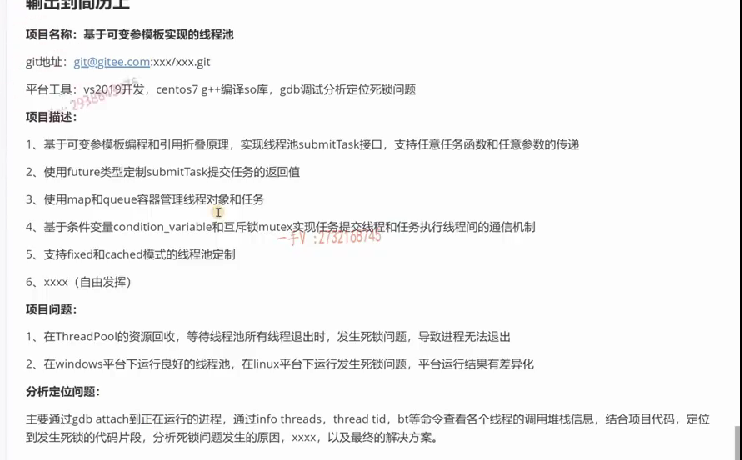 输出到简历上
项目名称：基于可变参模板实现的线程池
git地址：git@gitee.com:xxx/xxx.git
平台工具：vs2019开发，centos7 g++编译so库，gdb调试分析定位死锁问题
项目描述：
1、基于可变参模板编程和引用折叠原理，实现线程池submitTask接口，支持任意任务函数和任意参数的传递
2、使用future类型定制submitTask提交任务的返回值
3、使用map和queue容器管理线程对象和任务
4、基于条件变量condition_variable和互斥锁mutex实现任务提交线程和任务执行线程间的通信机制
5、支持fixed和cached模式的线程池定制
6、xxxx（自由发挥）
项目问题：
1、在ThreadPool的资源回收，等待线程池所有线程退出时，发生死锁问题，导致进程无法退出
2、在windows平台下运行良好的线程池，在linux平台下运行发生死锁问题，平台运行结果有差异化
分析定位问题：
主要通过gdb attach到正在运行的进程，通过info threads，thread tid，bt等命令查看各个线程的调用堆栈信息，结合项目代码，定位
到发生死锁的代码片段，分析死锁问题发生的原因，xxxx，以及最终的解决方案。